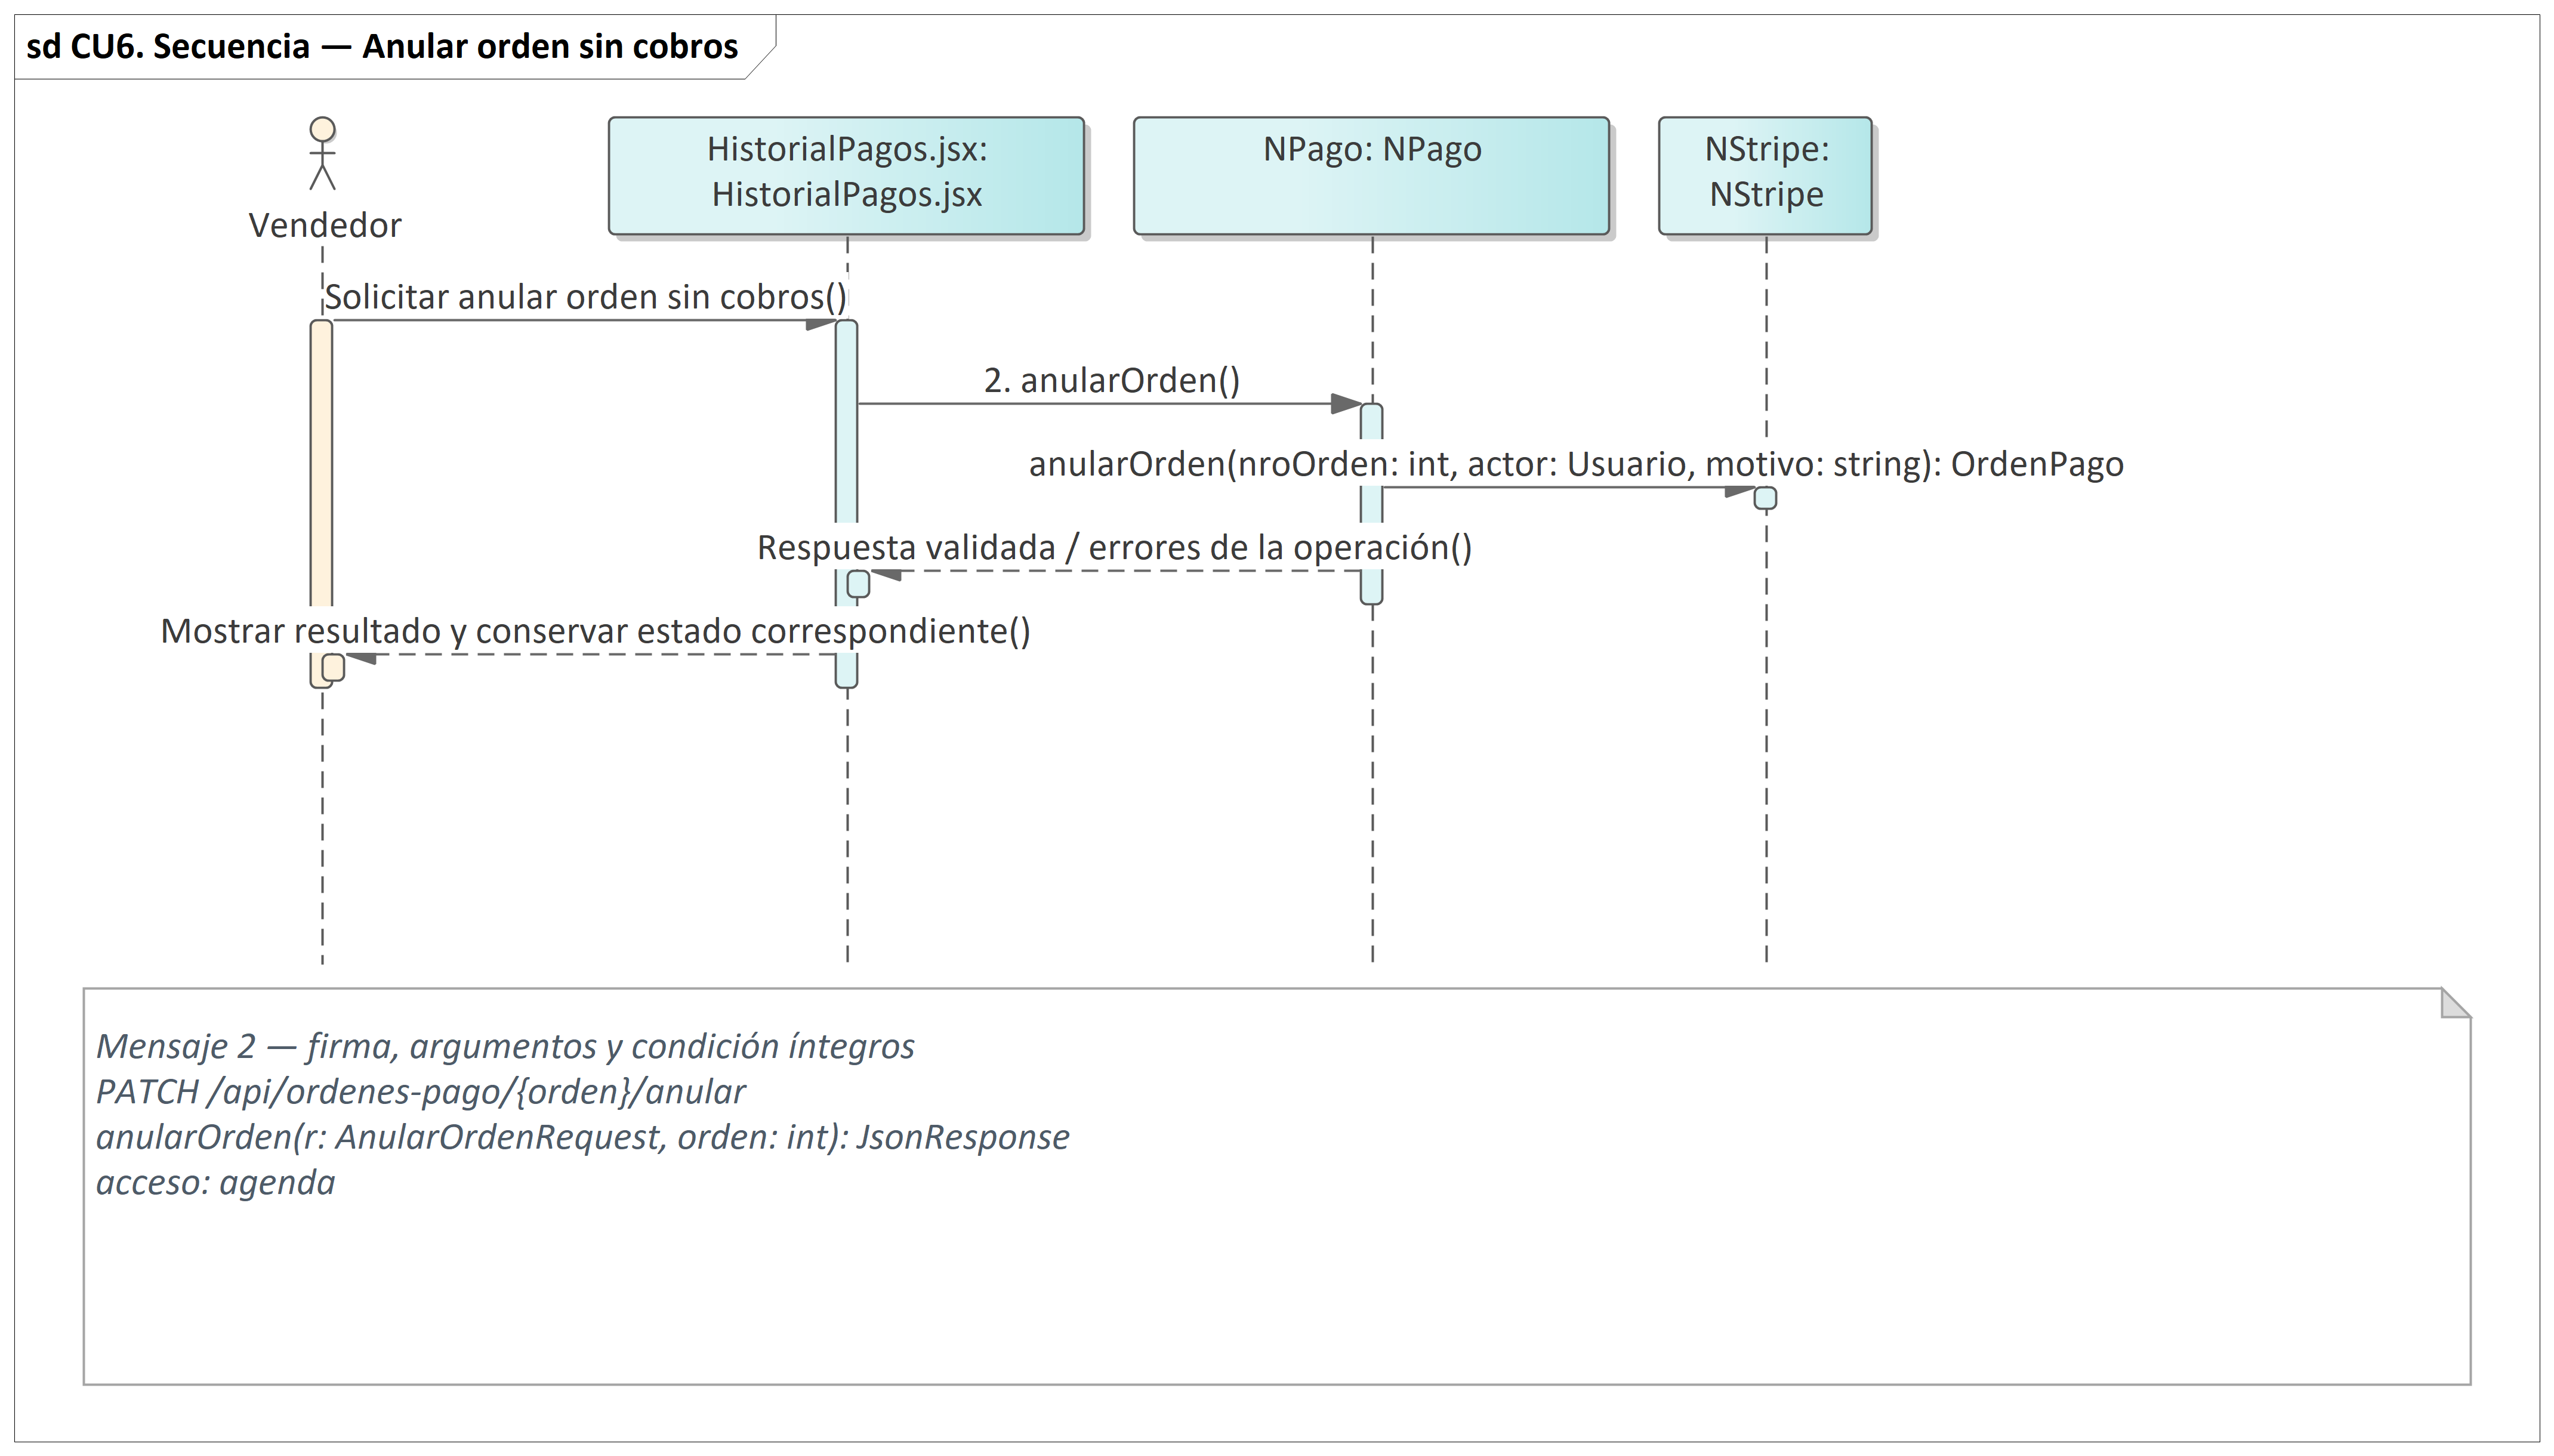 sd CU6. Secuencia — Anular orden sin cobros
Vendedor
HistorialPagos.jsx:
HistorialPagos.jsx
NPago: NPago
NStripe:
NStripe
Solicitar anular orden sin cobros()
2. anularOrden()
anularOrden(nroOrden: int, actor: Usuario, motivo: string): OrdenPago
Respuesta validada / errores de la operación()
Mostrar resultado y conservar estado correspondiente()
Mensaje 2 — firma, argumentos y condición íntegros
PATCH /api/ordenes-pago/{orden}/anular
anularOrden(r: AnularOrdenRequest, orden: int): JsonResponse
acceso: agenda